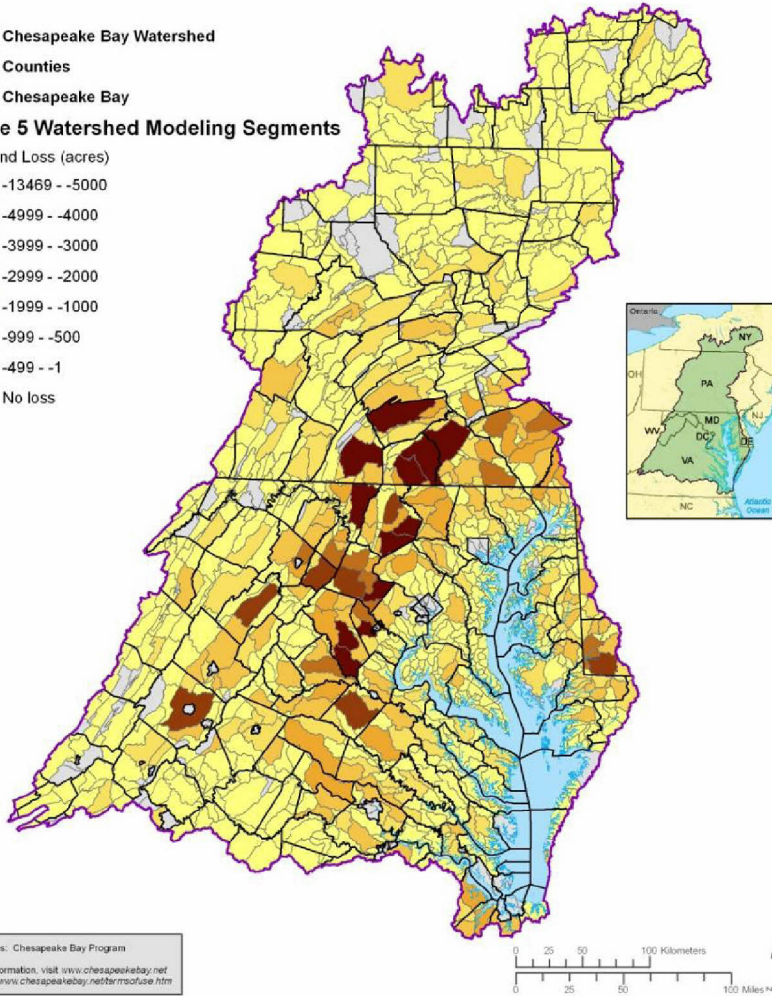 Chesapeake Bay Watershed
Counties
Chesapeake Bay
e 5 Watershed Modeling Segments
nd Loss (acres)
-13469 - -5000
-4999 - -4000
-3999 - -3000
-2999 - -2000
-1999 - -1000
-999 - -500
-499 - -1
No loss
Ontario
NY
OH
PA
NJ
MD
WV
DC
DE
VA
NC
Atlantic
Ocean
s: Chesapeake Bay Program
ormation, visit www.chesapeakebay.net
www.chesapeakebay.net/termsofuse.htm
0 25 50 100 Kilometers
0 25 50 100 Miles